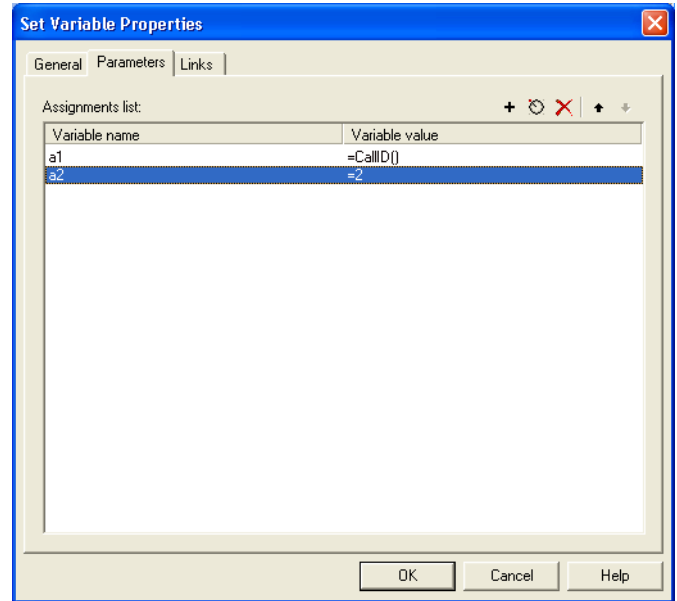 Set Variable Properties
General Parameters Links
Assignments list:
Variable name Variable value
a1 =CallID()
a2 =2
OK Cancel Help